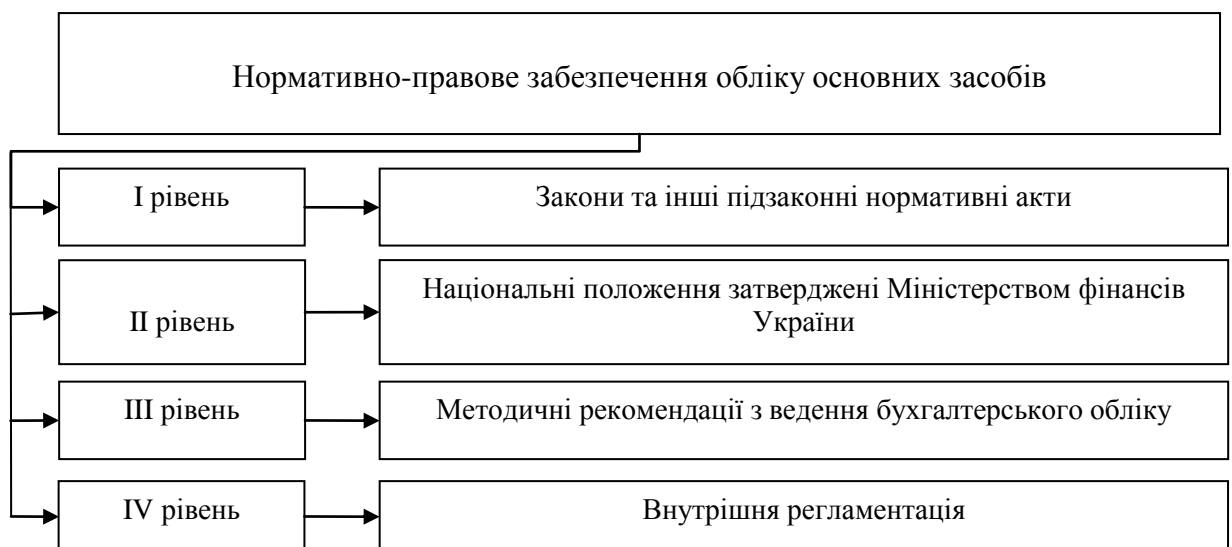 Нормативно-правове забезпечення обліку основних засобів
I рівень
Закони та інші підзаконні нормативні акти
II рівень
Національні положення затверджені Міністерством фінансів
України
III рівень
Методичні рекомендації з ведення бухгалтерського обліку
IV рівень
Внутрішня регламентація